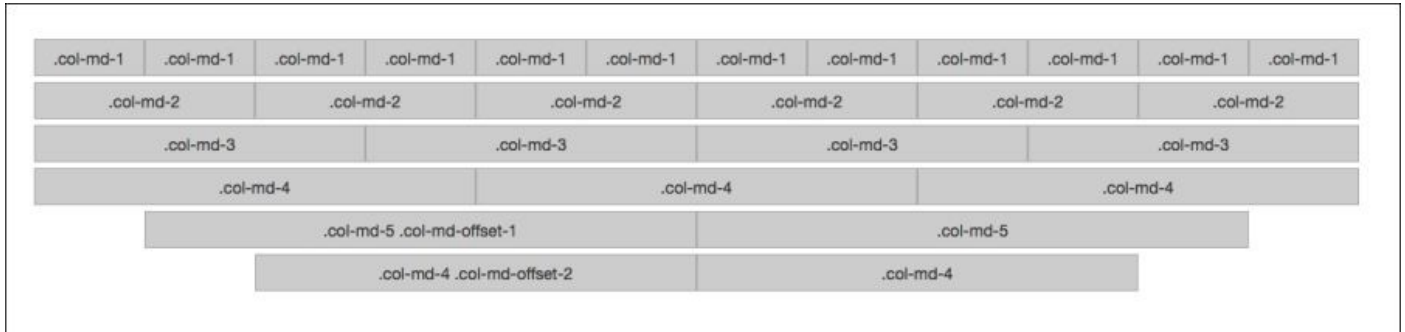 .col-md-1 .col-md-1 .col-md-1 .col-md-1 .col-md-1 .col-md-1 .col-md-1 .col-md-1 .col-md-1 .col-md-1 .col-md-1 .col-md-1
.col-md-2 .col-md-2 .col-md-2 .col-md-2 .col-md-2 .col-md-2
.col-md-3 .col-md-3 .col-md-3 .col-md-3
.col-md-4 .col-md-4 .col-md-4
.col-md-5 .col-md-offset-1 .col-md-5
.col-md-4 .col-md-offset-2 .col-md-4